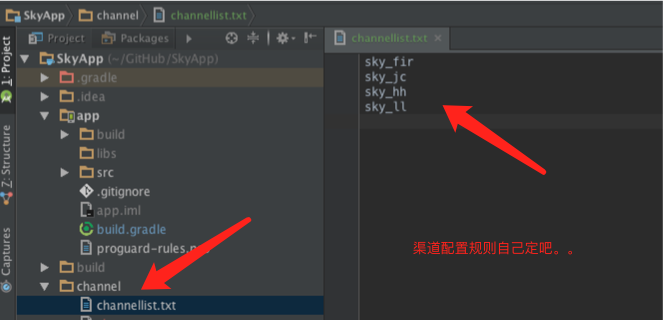 SkyApp channel channellist.txt
1: Project
Z: Structure
Captures
Project Packages
SkyApp (~/GitHub/SkyApp)
.gradle
.idea
app
build
libs
src
.gitignore
app.iml
build.gradle
proguard-rules.
build
channel
channellist.txt
channellist.txt
sky_fir
sky_jc
sky_hh
sky_ll
渠道配置规则自己定吧。。